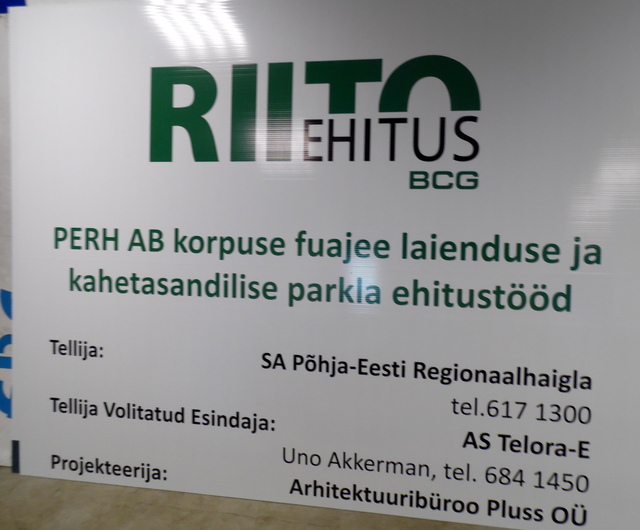 RIITO
EHITUS
BCG
PERH AB korpuse fuajee laienduse ja
kahetasandilise parkla ehitustööd
Tellija:
SA Põhja-Eesti Regionaalhaigla
tel.617 1300
Tellija Volitatud Esindaja:
AS Telora-E
Uno Akkerman, tel. 684 1450
Projekteerija:
Arhitektuuribüroo Pluss OÜ